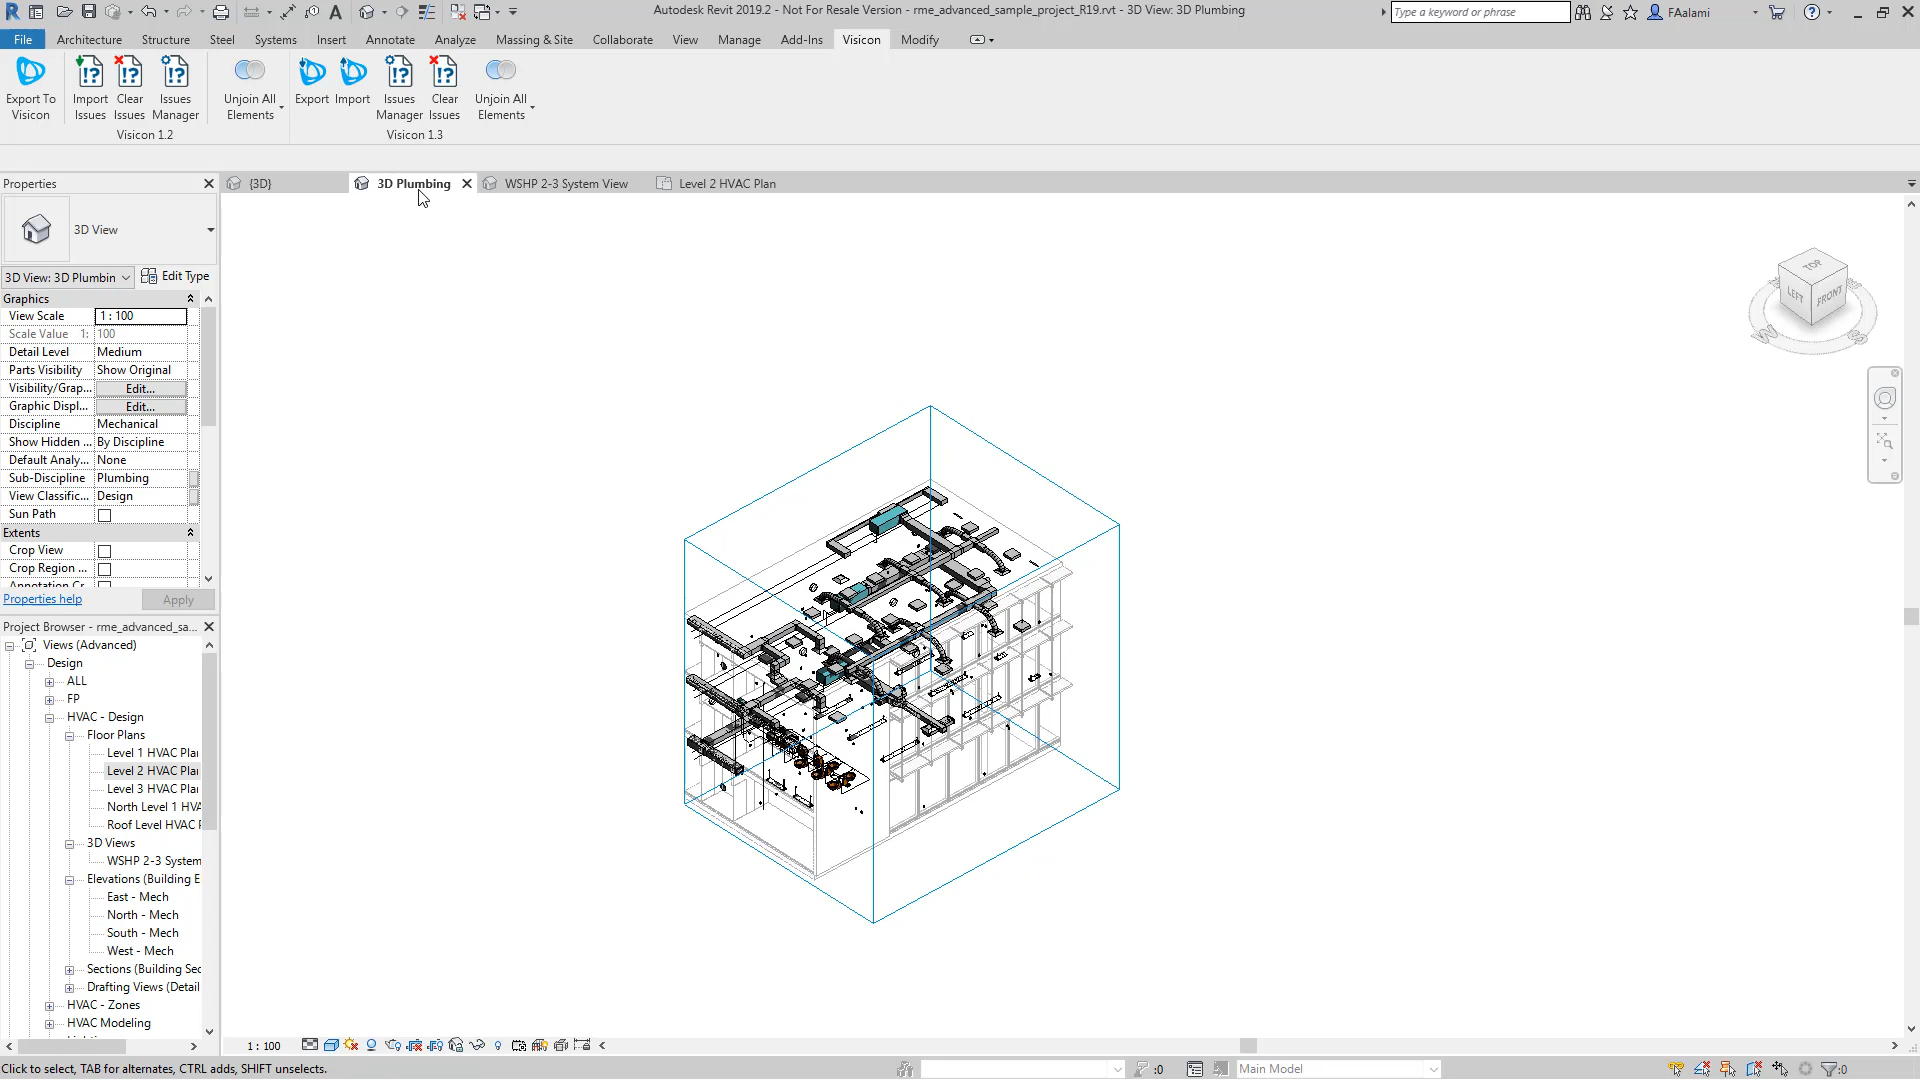 Autodesk Revit 2019.2 - Not For Resale Version - rme_advanced_sample_project_R19.rvt - 3D View: 3D Plumbing
Type a keyword or phrase
FAalami
File Architecture Structure Steel Systems Insert Annotate Analyze Massing & Site Collaborate View Manage Add-Ins Visicon Modify
Export To Visicon
Import Issues
Clear Issues
Issues Manager
Unjoin All Elements
Export
Import
Issues Manager
Clear Issues
Unjoin All Elements
Visicon 1.2
Visicon 1.3
Properties
{3D}
3D Plumbing
WSHP 2-3 System View
Level 2 HVAC Plan
3D View
3D View: 3D Plumbin
Edit Type
Graphics
View Scale 1 : 100
Scale Value 1: 100
Detail Level Medium
Parts Visibility Show Original
Visibility/Grap... Edit...
Graphic Displ... Edit...
Discipline Mechanical
Show Hidden ... By Discipline
Default Analy... None
Sub-Discipline Plumbing
View Classific... Design
Sun Path
Extents
Crop View
Crop Region ...
Properties help
Apply
Project Browser - rme_advanced_sa...
Views (Advanced)
Design
ALL
FP
HVAC - Design
Floor Plans
Level 1 HVAC Plan
Level 2 HVAC Plan
Level 3 HVAC Plan
North Level 1 HVA
Roof Level HVAC P
3D Views
WSHP 2-3 System
Elevations (Building E
East - Mech
North - Mech
South - Mech
West - Mech
Sections (Building Sec
Drafting Views (Detail
HVAC - Zones
HVAC Modeling
TOP
LEFT
FRONT
W
S
1 : 100
Click to select, TAB for alternates, CTRL adds, SHIFT unselects.
:0
Main Model
:0